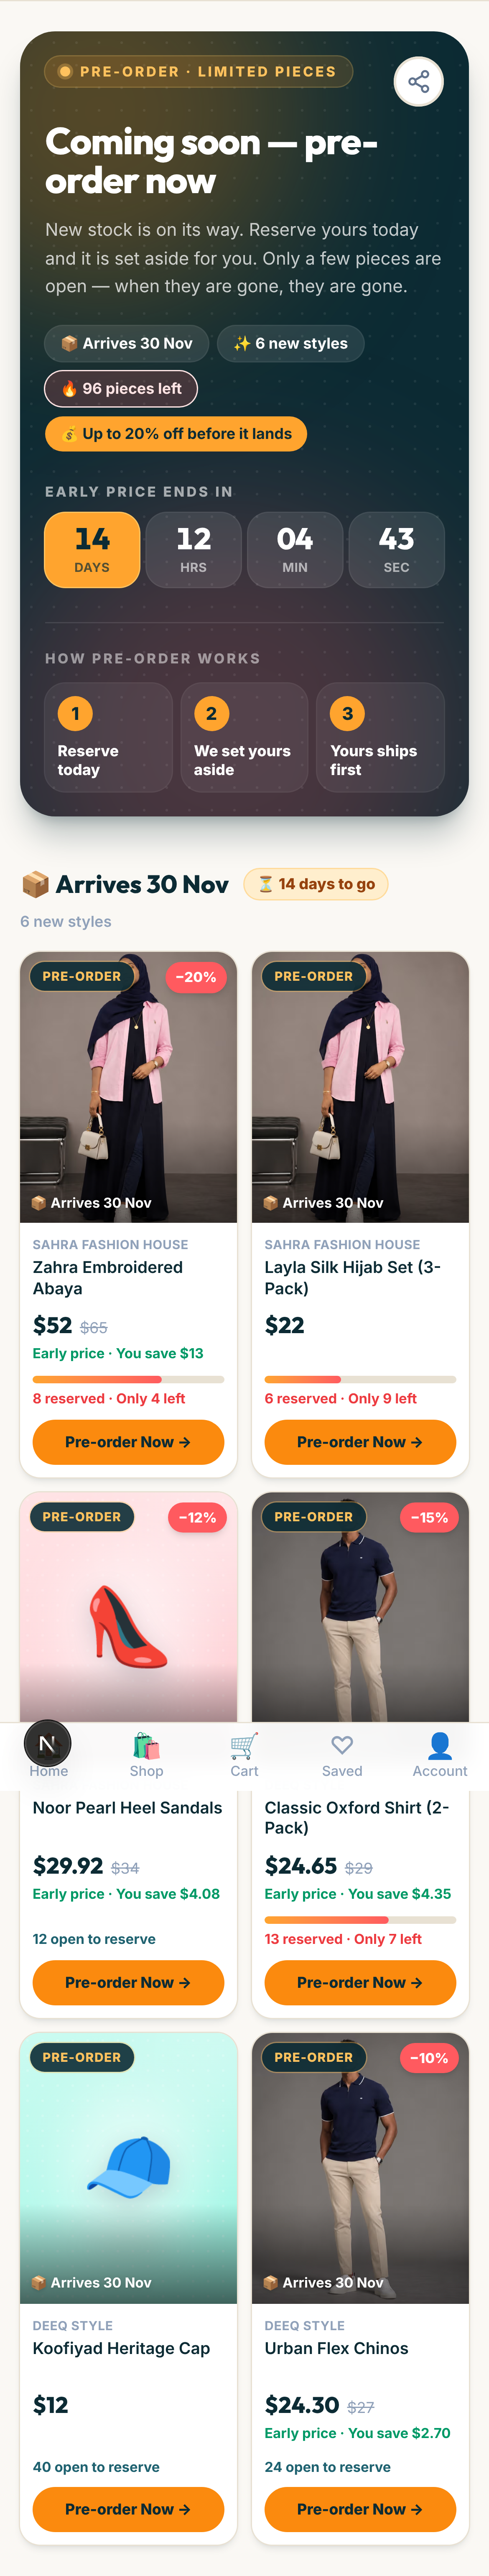 PRE-ORDER · LIMITED PIECES
Coming soon — pre-
order now
New stock is on its way. Reserve yours today
and it is set aside for you. Only a few pieces are
open — when they are gone, they are gone.
📦 Arrives 30 Nov
✨ 6 new styles
🔥 96 pieces left
💰 Up to 20% off before it lands
EARLY PRICE ENDS IN
14 12 04 43
DAYS HRS MIN SEC
HOW PRE-ORDER WORKS
1 2 3
Reserve
today
We set yours
aside
Yours ships
first
📦 Arrives 30 Nov
⏳ 14 days to go
6 new styles
PRE-ORDER
−20%
📦 Arrives 30 Nov
SAHRA FASHION HOUSE
Zahra Embroidered
Abaya
$52 $65
Early price · You save $13
8 reserved · Only 4 left
Pre-order Now →
PRE-ORDER
📦 Arrives 30 Nov
SAHRA FASHION HOUSE
Layla Silk Hijab Set (3-
Pack)
$22
6 reserved · Only 9 left
Pre-order Now →
PRE-ORDER
−12%
PRE-ORDER
−15%
N
Home
Shop
Cart
Saved
Account
Noor Pearl Heel Sandals
$29.92 $34
Early price · You save $4.08
12 open to reserve
Pre-order Now →
Classic Oxford Shirt (2-
Pack)
$24.65 $29
Early price · You save $4.35
13 reserved · Only 7 left
Pre-order Now →
PRE-ORDER
📦 Arrives 30 Nov
DEEQ STYLE
Koofiyad Heritage Cap
$12
40 open to reserve
Pre-order Now →
PRE-ORDER
−10%
📦 Arrives 30 Nov
DEEQ STYLE
Urban Flex Chinos
$24.30 $27
Early price · You save $2.70
24 open to reserve
Pre-order Now →